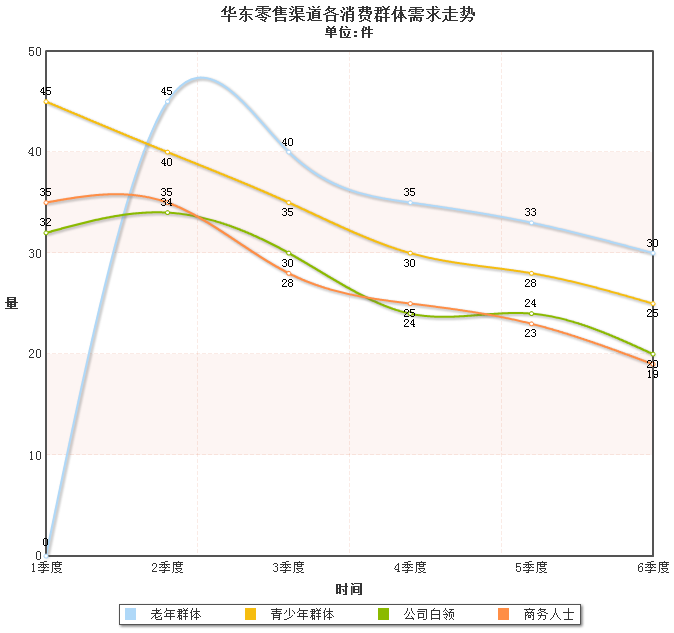 华东零售渠道各消费群体需求走势
单位:件
50
45 45
40 40
40
35 35 35 35
34 33
32
30 30 30 30
28 28
25 25
24 24
23
量
20 20
19
10
0 0
1季度 2季度 3季度 4季度 5季度 6季度
时间
老年群体 青少年群体 公司白领 商务人士